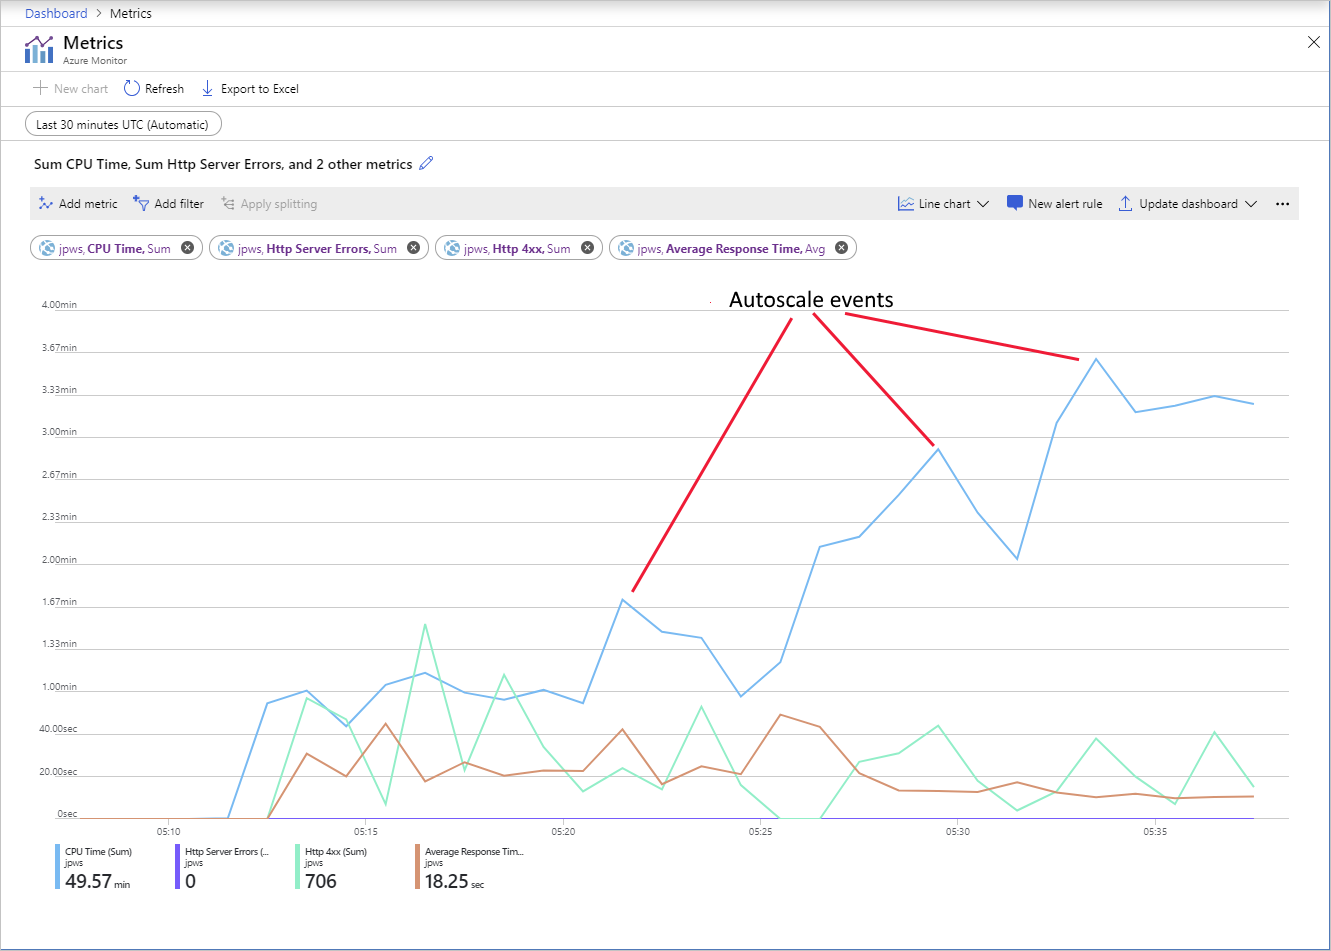 Dashboard > Metrics
Metrics
Azure Monitor
New chart Refresh Export to Excel
Last 30 minutes UTC (Automatic)
Sum CPU Time, Sum Http Server Errors, and 2 other metrics
Add metric Add filter Apply splitting Line chart New alert rule Update dashboard ...
jpws, CPU Time, Sum jpws, Http Server Errors, Sum jpws, Http 4xx, Sum jpws, Average Response Time, Avg
Autoscale events
4.00min
3.67min
3.33min
3.00min
2.67min
2.33min
2.00min
1.67min
1.33min
1.00min
40.00sec
20.00sec
0sec
05:10 05:15 05:20 05:25 05:30 05:35
CPU Time (Sum) Http Server Errors (... Http 4xx (Sum) Average Response Tim...
jpws jpws jpws jpws
49.57 min 0 706 18.25 sec